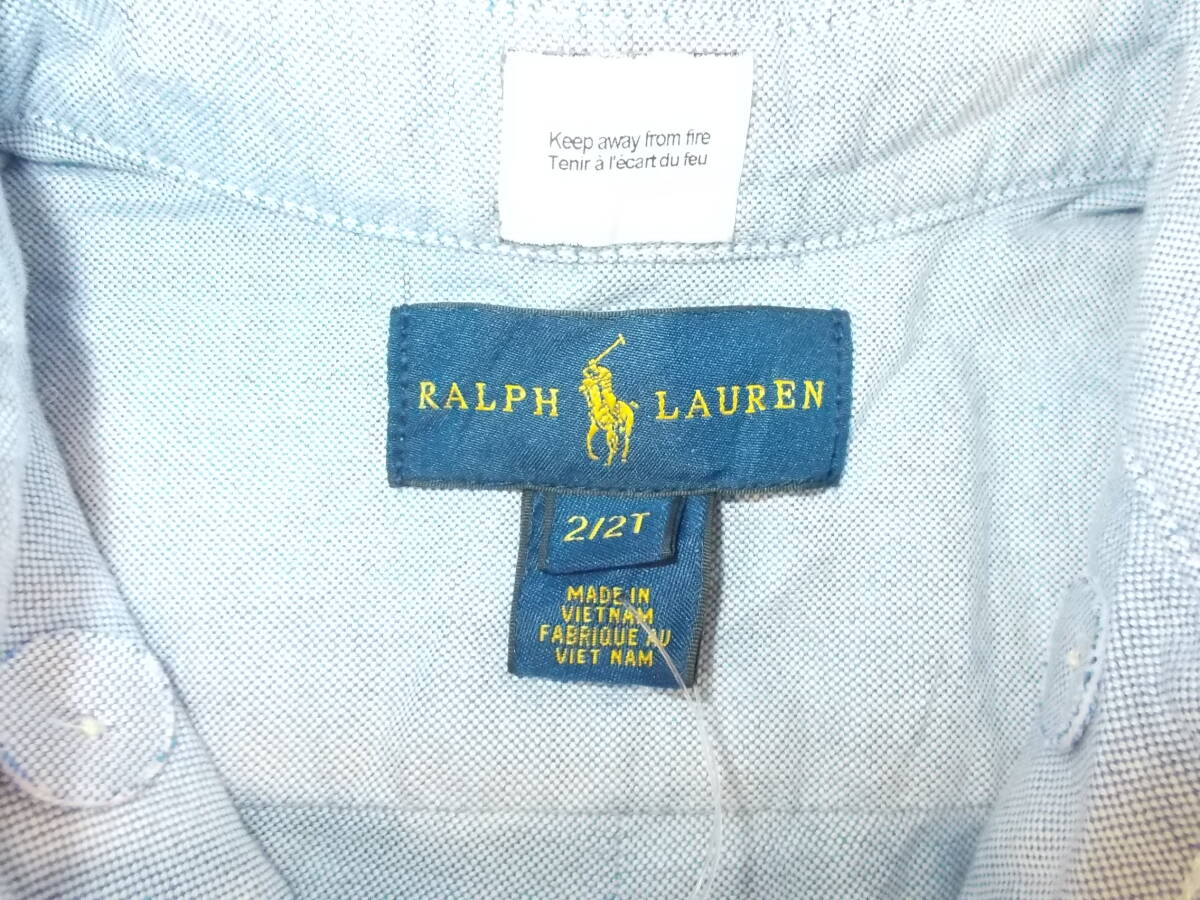 Keep away from fire
Tenir à l'écart du feu
RALPH LAUREN
2/2T
MADE IN
VIETNAM
FABRIQUE AU
VIET NAM